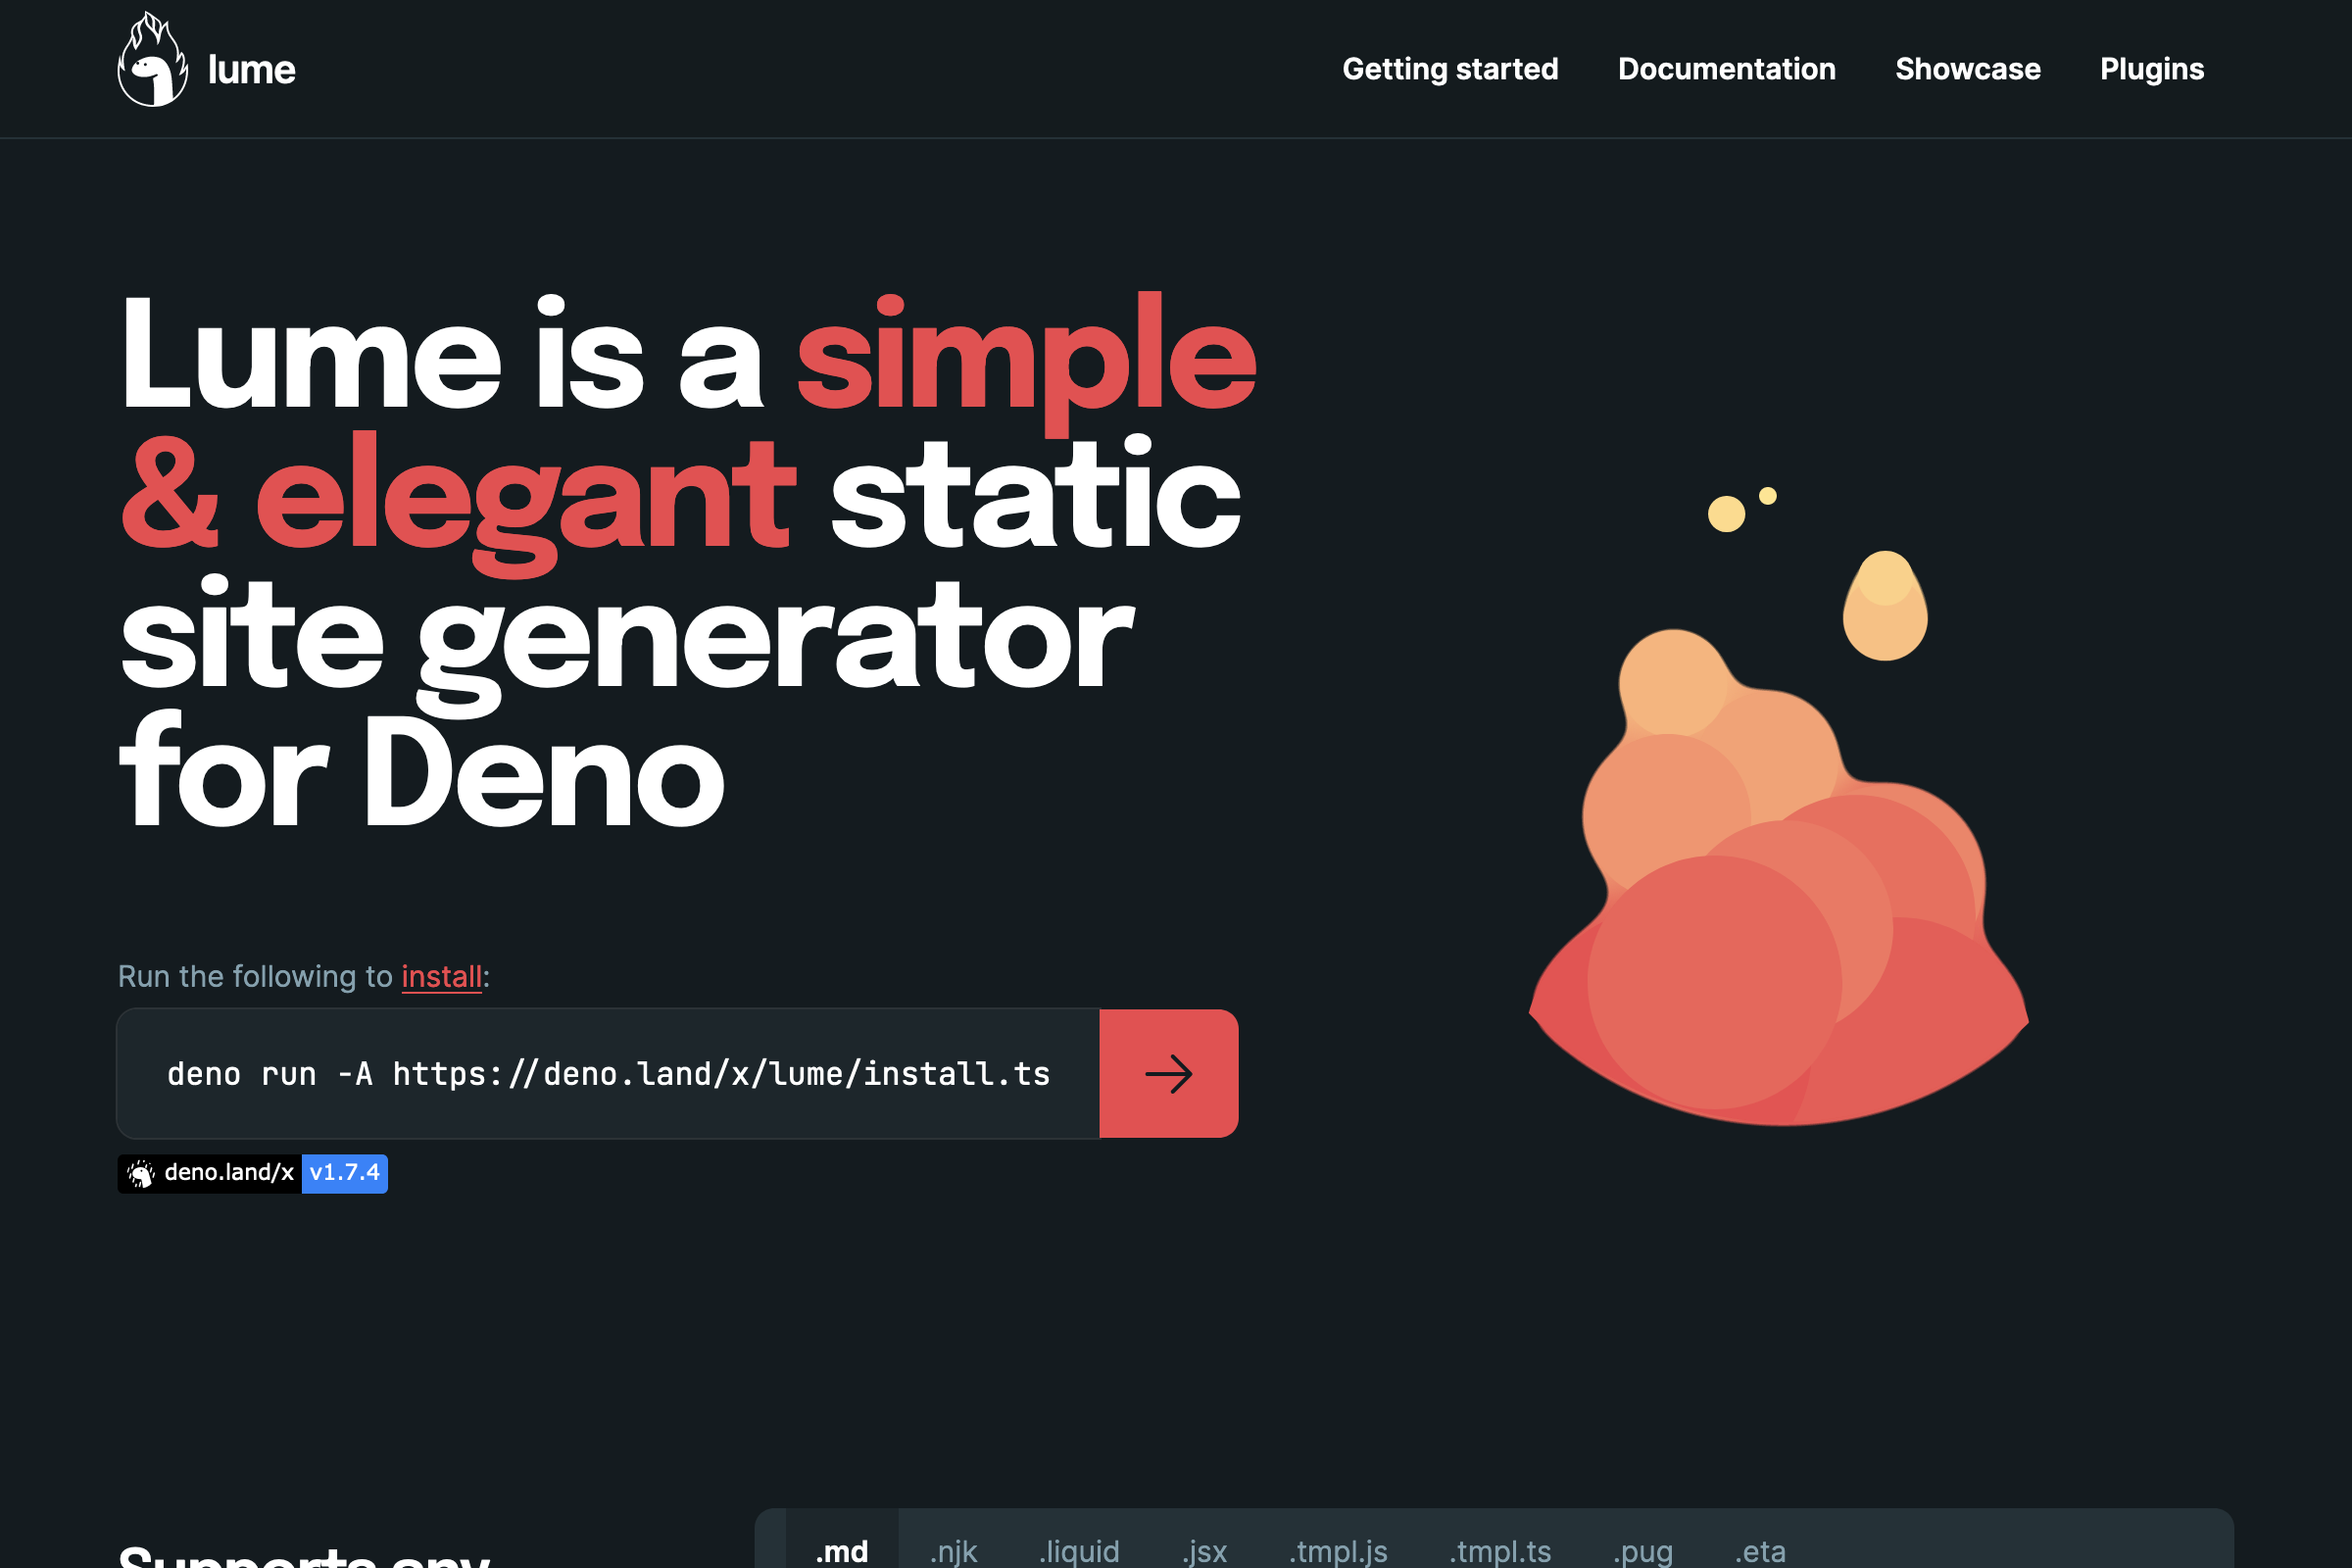 lume
Getting started Documentation Showcase Plugins
Lume is a simple
& elegant static
site generator
for Deno
Run the following to install:
deno run -A https://deno.land/x/lume/install.ts
deno.land/x v1.7.4
Supports any
.md .njk .liquid .jsx .tmpl.js .tmpl.ts .pug .eta